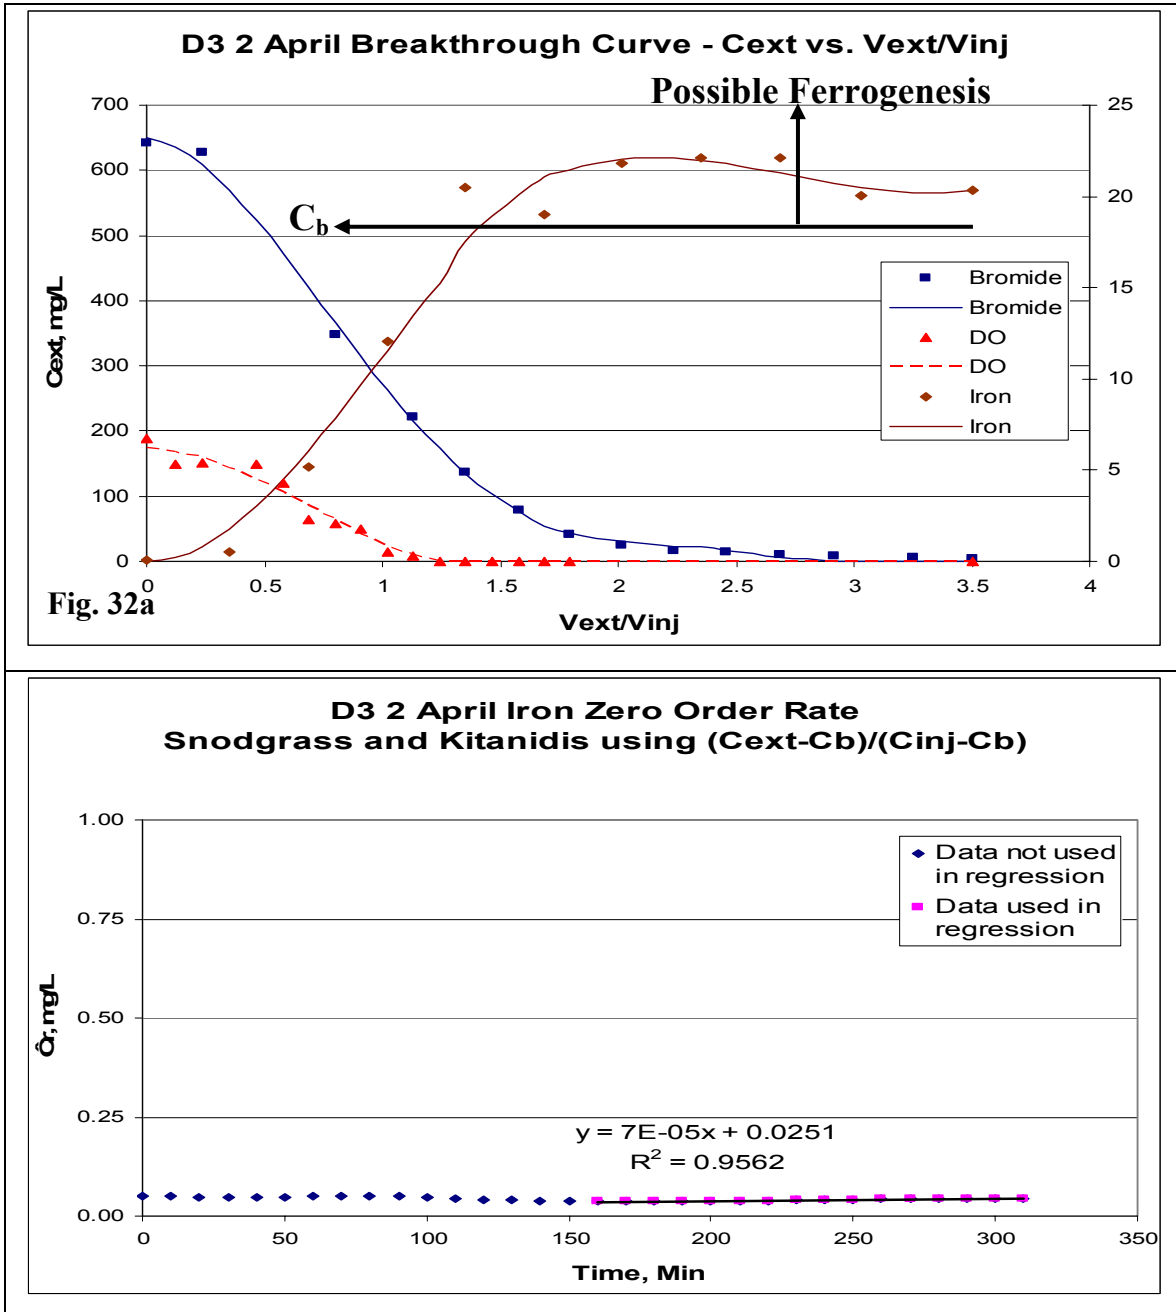 D3 2 April Breakthrough Curve - Cext vs. Vext/Vinj
Possible Ferrogenesis
700
600
500
400
300
200
100
0
25
20
15
10
5
0
Cb
Cext, mg/L
Bromide
Bromide
DO
DO
Iron
Iron
0 0.5 1 1.5 2 2.5 3 3.5 4
Fig. 32a
Vext/Vinj
D3 2 April Iron Zero Order Rate
Snodgrass and Kitanidis using (Cext-Cb)/(Cinj-Cb)
1.00
0.75
0.50
0.25
0.00
Ĉr, mg/L
Data not used
in regression
Data used in
regression
y = 7E-05x + 0.0251
R² = 0.9562
0 50 100 150 200 250 300 350
Time, Min